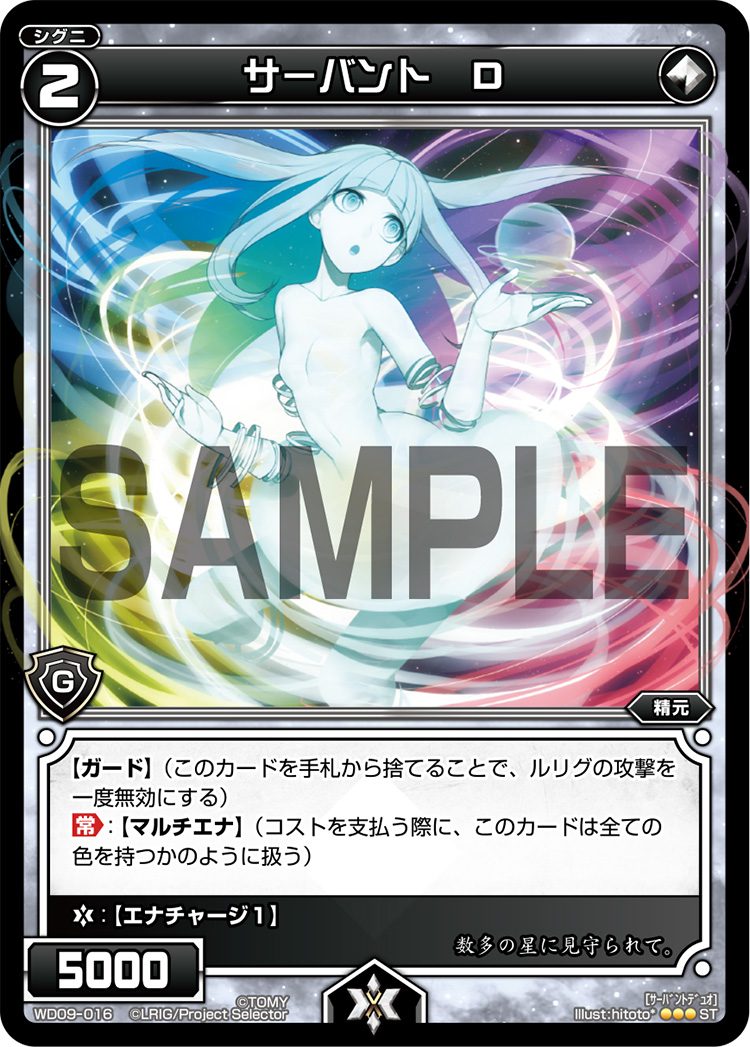 シグニ
2
サーバント D
SAMPLE
G
精元
【ガード】(このカードを手札から捨てることで、ルリグの攻撃を
一度無効にする)
常:【マルチエナ】(コストを支払う際に、このカードは全ての
色を持つかのように扱う)
:【エナチャージ1】
数多の星に見守られて。
5000
WD09-016 ©LRIG/Project Selector
©TOMY
[サーバントデュオ]
Illust:hitoto* ST